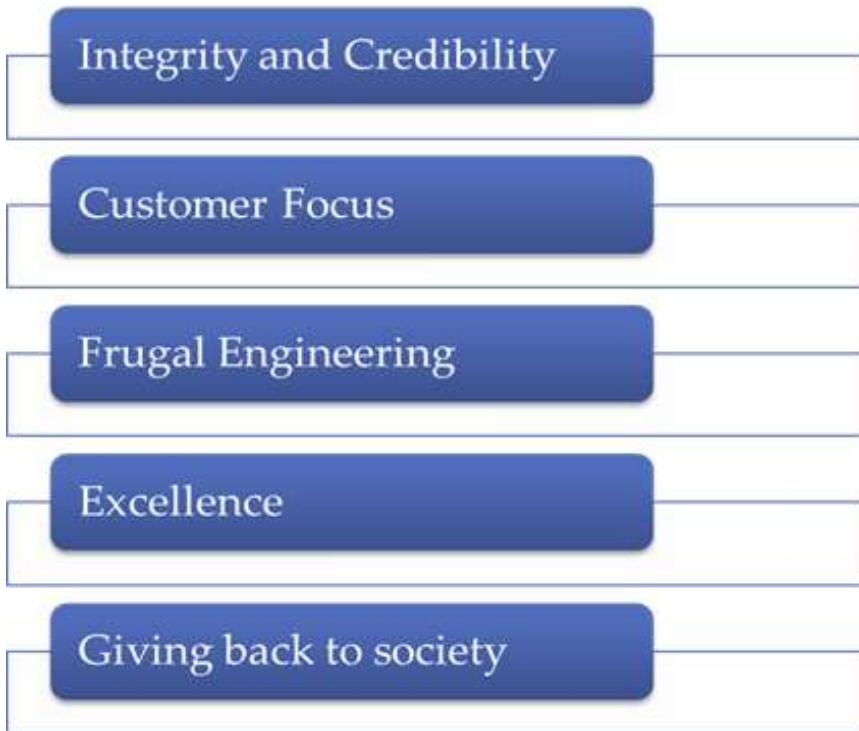 Integrity and Credibility
Customer Focus
Frugal Engineering
Excellence
Giving back to society